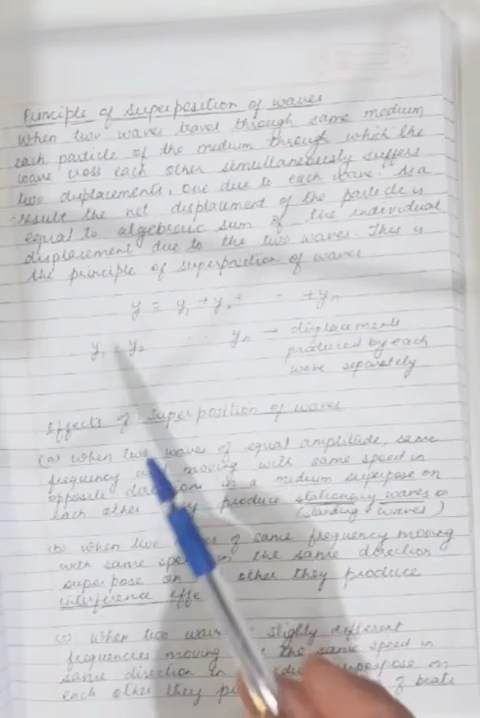 Principle of superposition of waves
When two waves travel through same medium
each particle of the medium through which the
wave cross each other simultaneously suffers
two displacements, one due to each wave. As a
result the net displacement of the particle is
equal to algebraic sum of the individual
displacement due to the two waves. This is
the principle of superposition of waves.
y = y₁ + y₂ + . . + yₙ
y₁, y₂ . . . yₙ → displacements
produced by each
wave separately
Effects of superposition of waves
(a) When two waves of equal amplitude, same
frequency moving with same speed in
opposite in a medium superpose on
each other produce stationary waves or
(standing waves)
(b) When two of same frequency moving
with same in the same direction
superpose on other they produce
interference
(c) When two slightly different
frequencies moving the same speed in
same direction in superpose on
each other they of beats